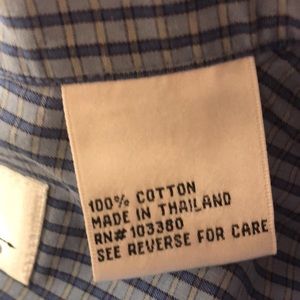 100% COTTON
MADE IN THAILAND
RN# 103380
SEE REVERSE FOR CARE